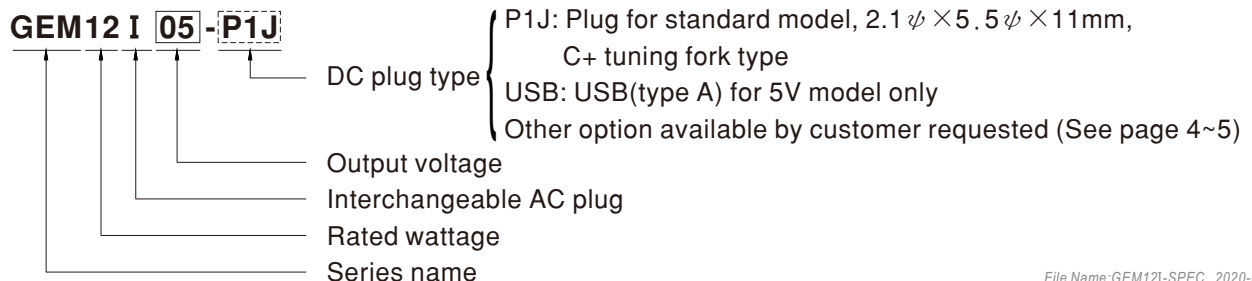 GEM12 I 05 - P1J
DC plug type
P1J: Plug for standard model, 2.1ψ×5.5ψ×11mm,
C+ tuning fork type
USB: USB(type A) for 5V model only
Other option available by customer requested (See page 4~5)
Output voltage
Interchangeable AC plug
Rated wattage
Series name
File Name:GEM12I-SPEC 2020-